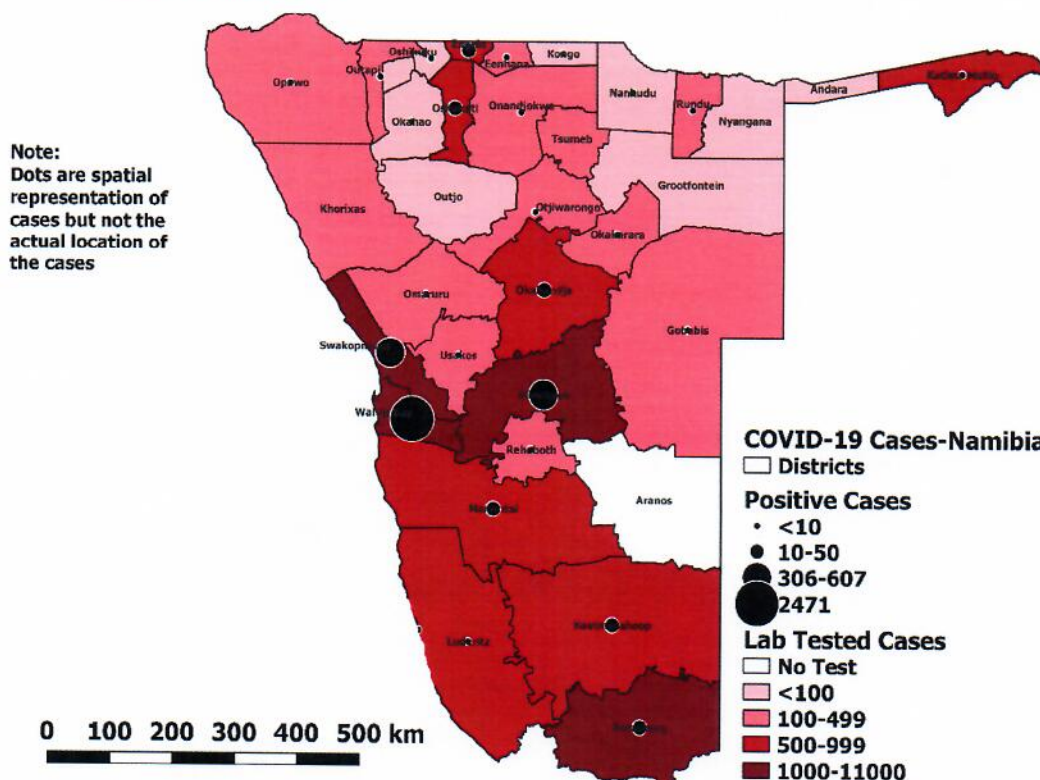 Oshikuku
Eenhana
Kongo
Opuwo
Outapi
Nankudu
Rundu
Andara
Okahao
Onandjokwe
Nyangana
Tsumeb
Note:
Dots are spatial
representation of
cases but not the
actual location of
the cases
Grootfontein
Outjo
Khorixas
Otjiwarongo
Okakarara
Omaruru
Gobabis
Usakos
Rehoboth
Aranos
Luderitz
COVID-19 Cases-Namibia
Districts
Positive Cases
<10
10-50
306-607
2471
Lab Tested Cases
No Test
<100
100-499
500-999
1000-11000
0 100 200 300 400 500 km